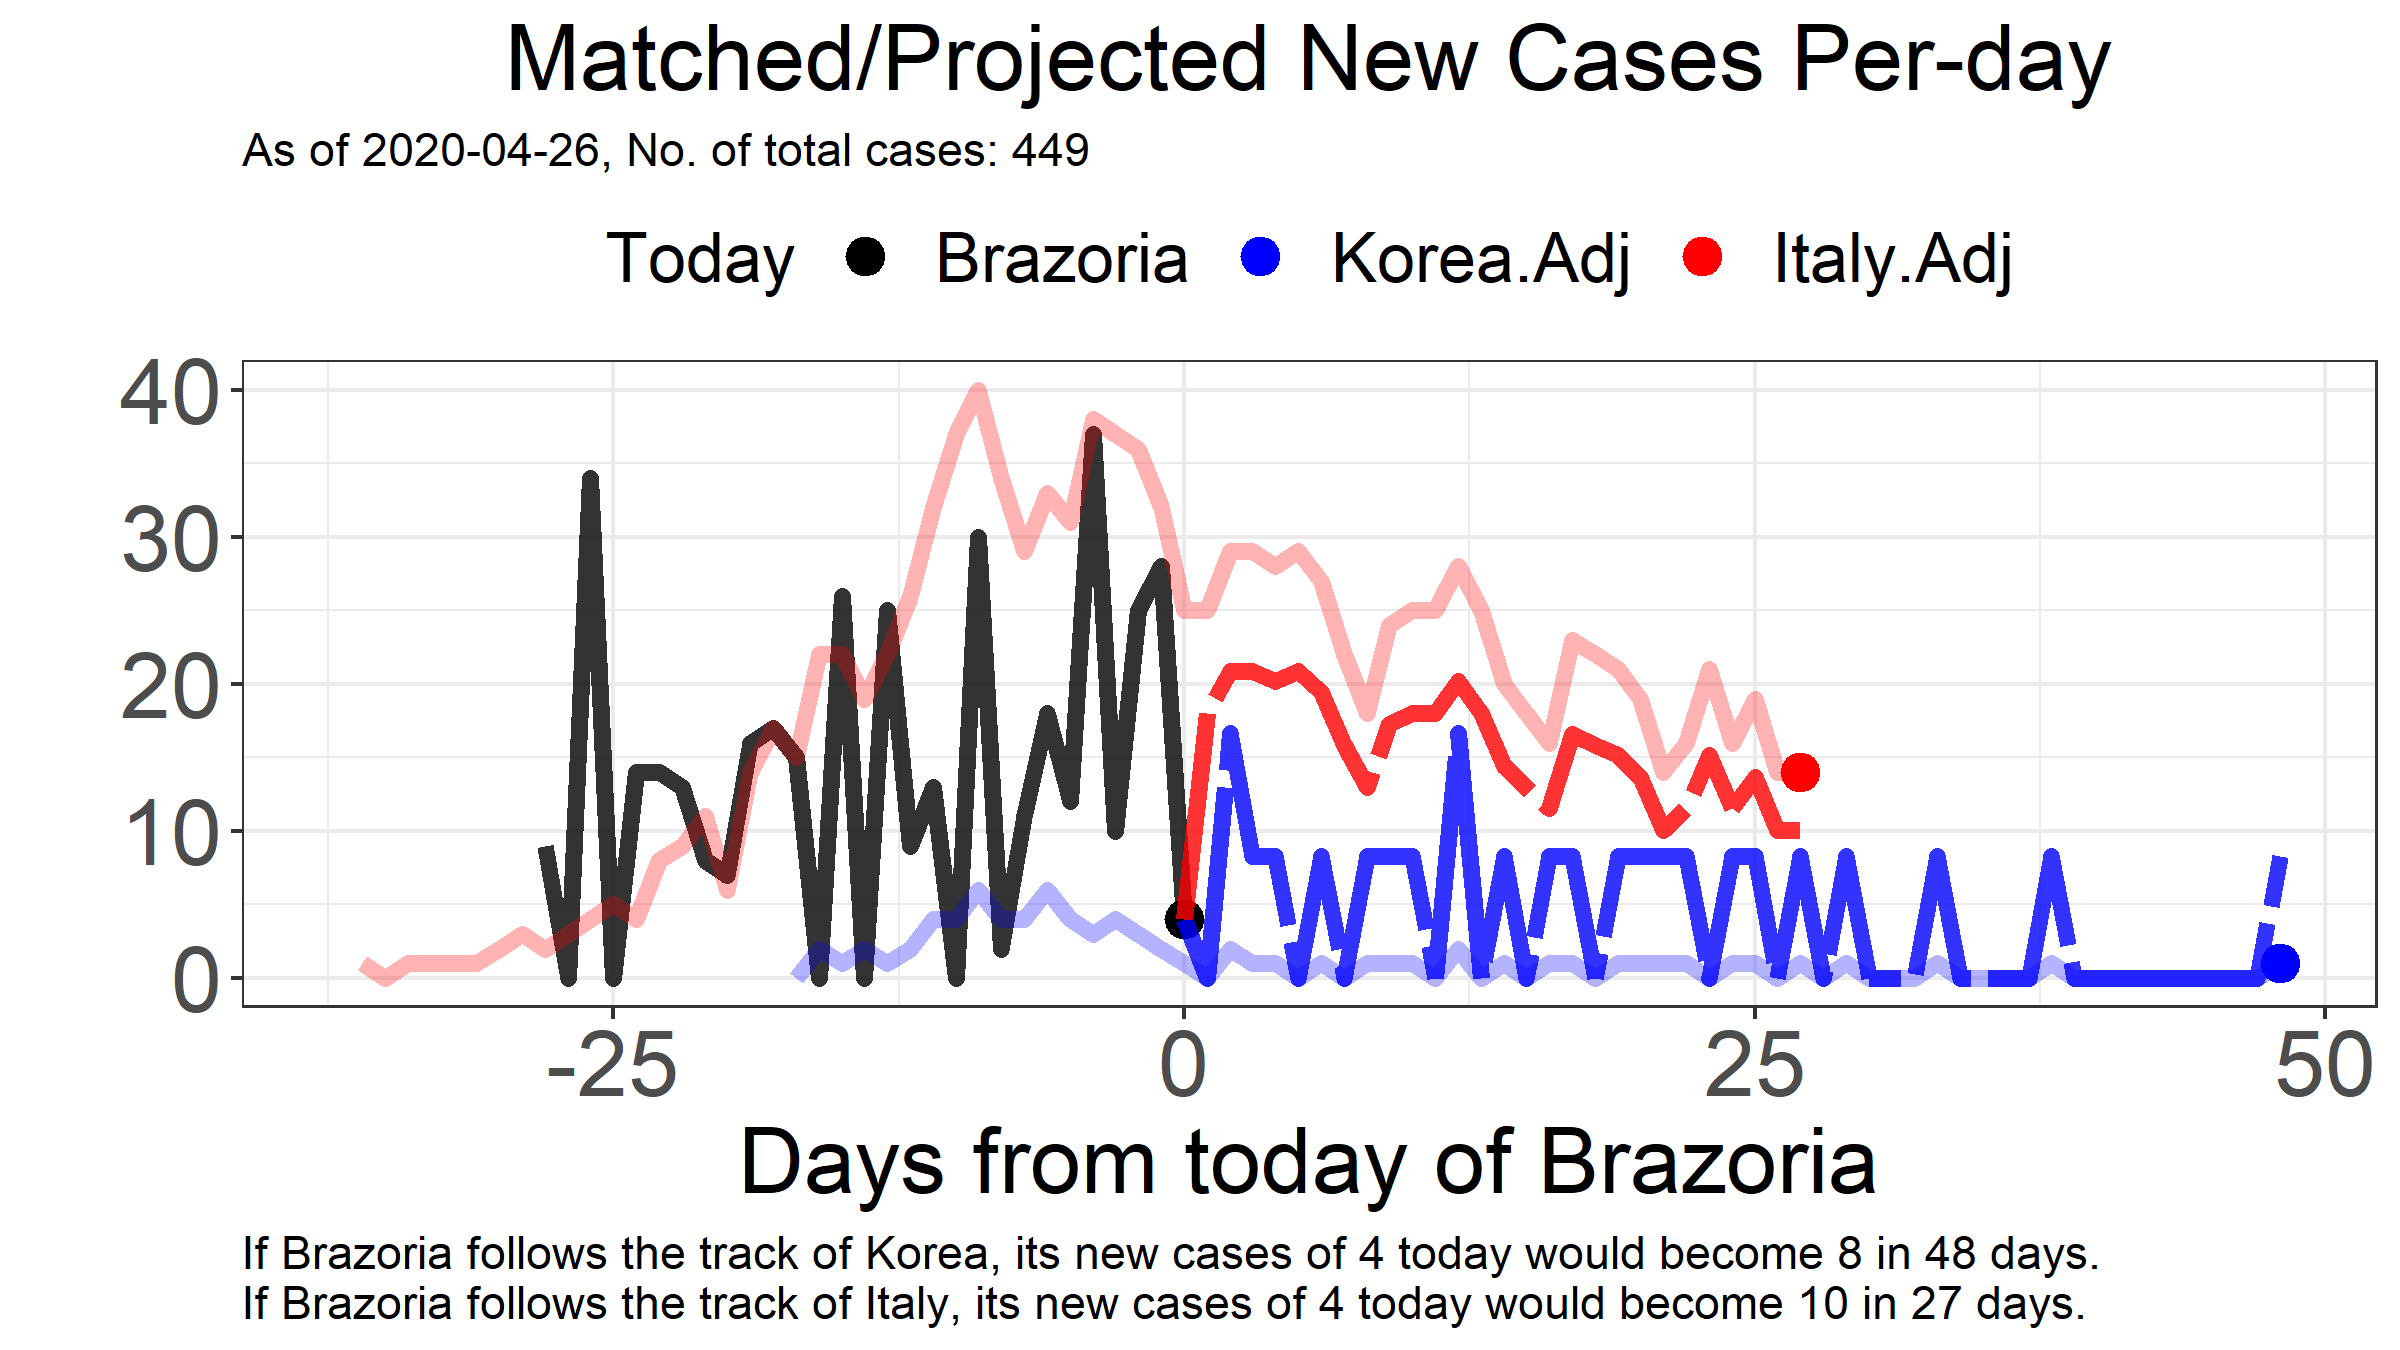 Matched/Projected New Cases Per-day
As of 2020-04-26, No. of total cases: 449
Today Brazoria Korea.Adj Italy.Adj
40
30
20
10
0
-25 0 25 50
Days from today of Brazoria
If Brazoria follows the track of Korea, its new cases of 4 today would become 8 in 48 days.
If Brazoria follows the track of Italy, its new cases of 4 today would become 10 in 27 days.